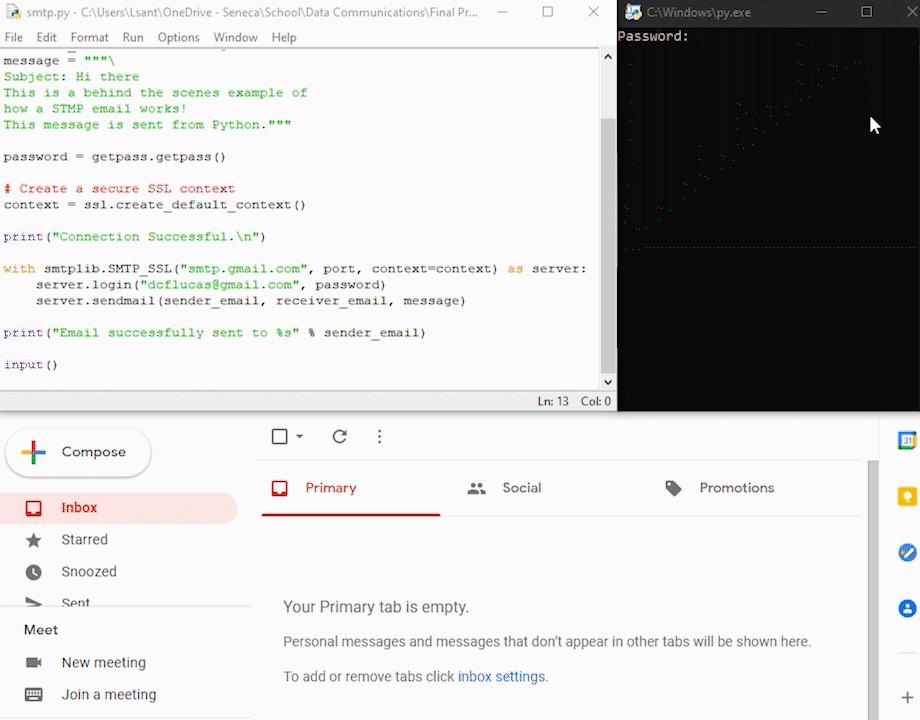 smtp.py - C:\Users\Lsant\OneDrive - Seneca\School\Data Communications\Final Pr...
File Edit Format Run Options Window Help
message = """\
Subject: Hi there
This is a behind the scenes example of
how a STMP email works!
This message is sent from Python."""
password = getpass.getpass()
# Create a secure SSL context
context = ssl.create_default_context()
print("Connection Successful.\n")
with smtplib.SMTP_SSL("smtp.gmail.com", port, context=context) as server:
    server.login("dcflucas@gmail.com", password)
    server.sendmail(sender_email, receiver_email, message)
print("Email successfully sent to %s" % sender_email)
input()
Ln: 13 Col: 0
C:\Windows\py.exe
Password:
Compose
Inbox
Starred
Snoozed
Sent
Meet
New meeting
Join a meeting
Primary Social Promotions
Your Primary tab is empty.
Personal messages and messages that don't appear in other tabs will be shown here.
To add or remove tabs click inbox settings.
31